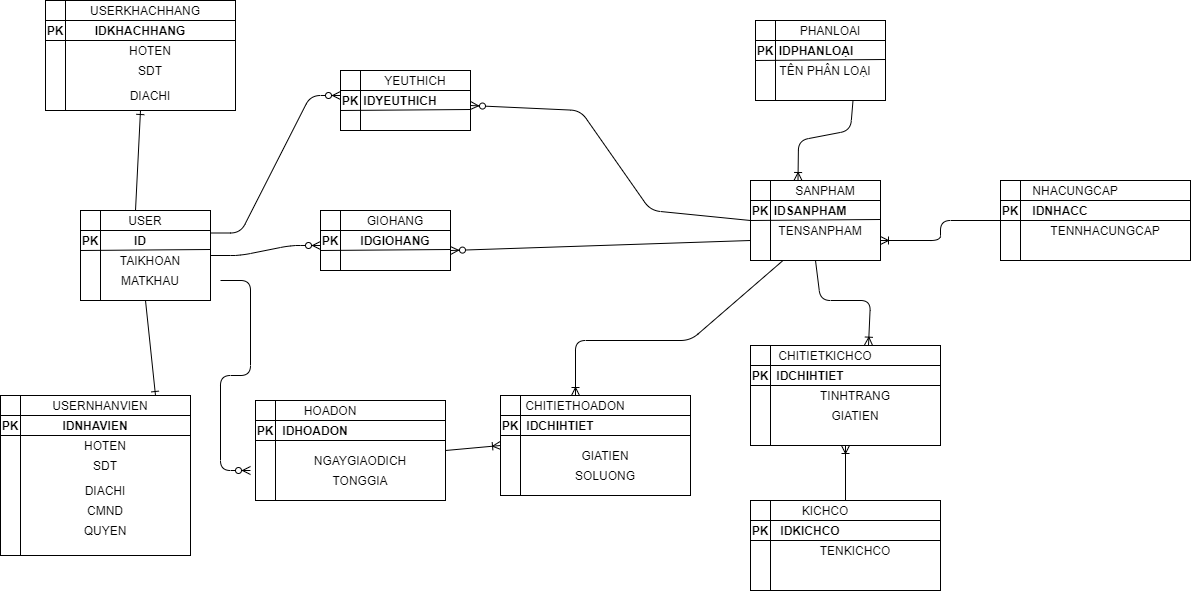 USERKHACHHANG
PK IDKHACHHANG
HOTEN
SDT
DIACHI
YEUTHICH
PK IDYEUTHICH
PHANLOAI
PK IDPHANLOẠI
TÊN PHÂN LOẠI
USER
PK ID
TAIKHOAN
MATKHAU
GIOHANG
PK IDGIOHANG
SANPHAM
PK IDSANPHAM
TENSANPHAM
NHACUNGCAP
PK IDNHACC
TENNHACUNGCAP
USERNHANVIEN
PK IDNHAVIEN
HOTEN
SDT
DIACHI
CMND
QUYEN
HOADON
PK IDHOADON
NGAYGIAODICH
TONGGIA
CHITIETHOADON
PK IDCHIHTIET
GIATIEN
SOLUONG
CHITIETKICHCO
PK IDCHIHTIET
TINHTRANG
GIATIEN
KICHCO
PK IDKICHCO
TENKICHCO